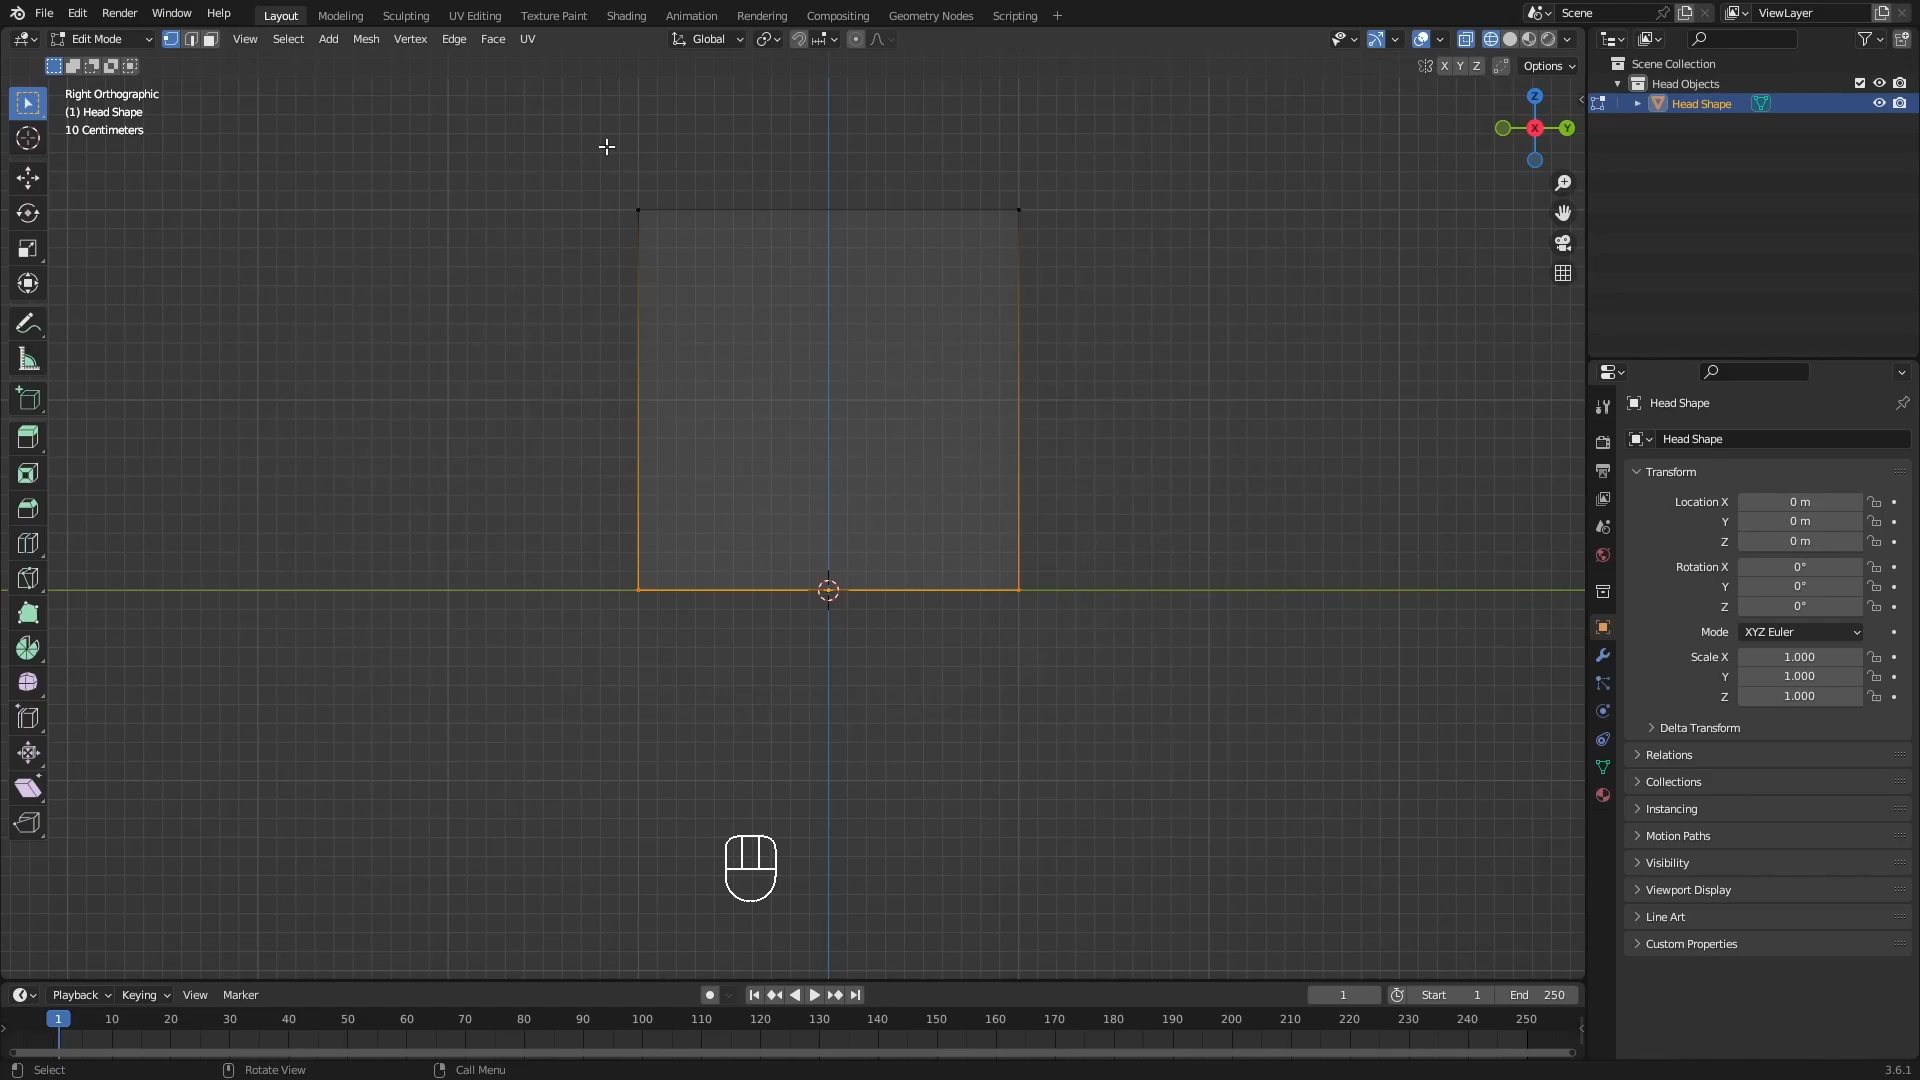 File Edit Render Window Help Layout Modeling Sculpting UV Editing Texture Paint Shading Animation Rendering Compositing Geometry Nodes Scripting + Scene ViewLayer
Edit Mode View Select Add Mesh Vertex Edge Face UV Global
X Y Z Options
Right Orthographic
(1) Head Shape
10 Centimeters
Z
X
Y
Scene Collection
Head Objects
Head Shape
Head Shape
Head Shape
Transform
Location X 0 m
Y 0 m
Z 0 m
Rotation X 0°
Y 0°
Z 0°
Mode XYZ Euler
Scale X 1.000
Y 1.000
Z 1.000
Delta Transform
Relations
Collections
Instancing
Motion Paths
Visibility
Viewport Display
Line Art
Custom Properties
Playback Keying View Marker 1 Start 1 End 250
1 10 20 30 40 50 60 70 80 90 100 110 120 130 140 150 160 170 180 190 200 210 220 230 240 250
Select Rotate View Call Menu 3.6.1